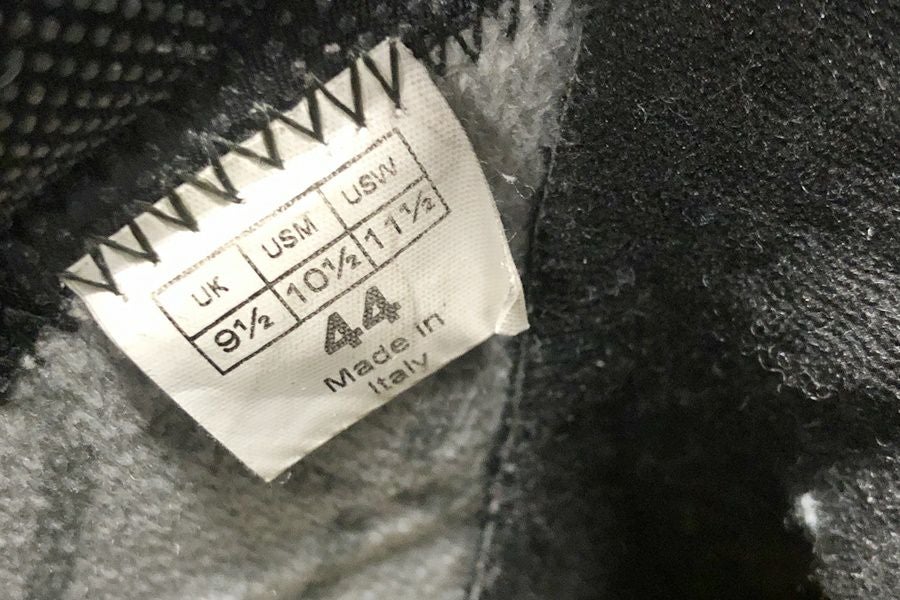 UK USM USW
9½ 10½ 11½
44
Made in
Italy